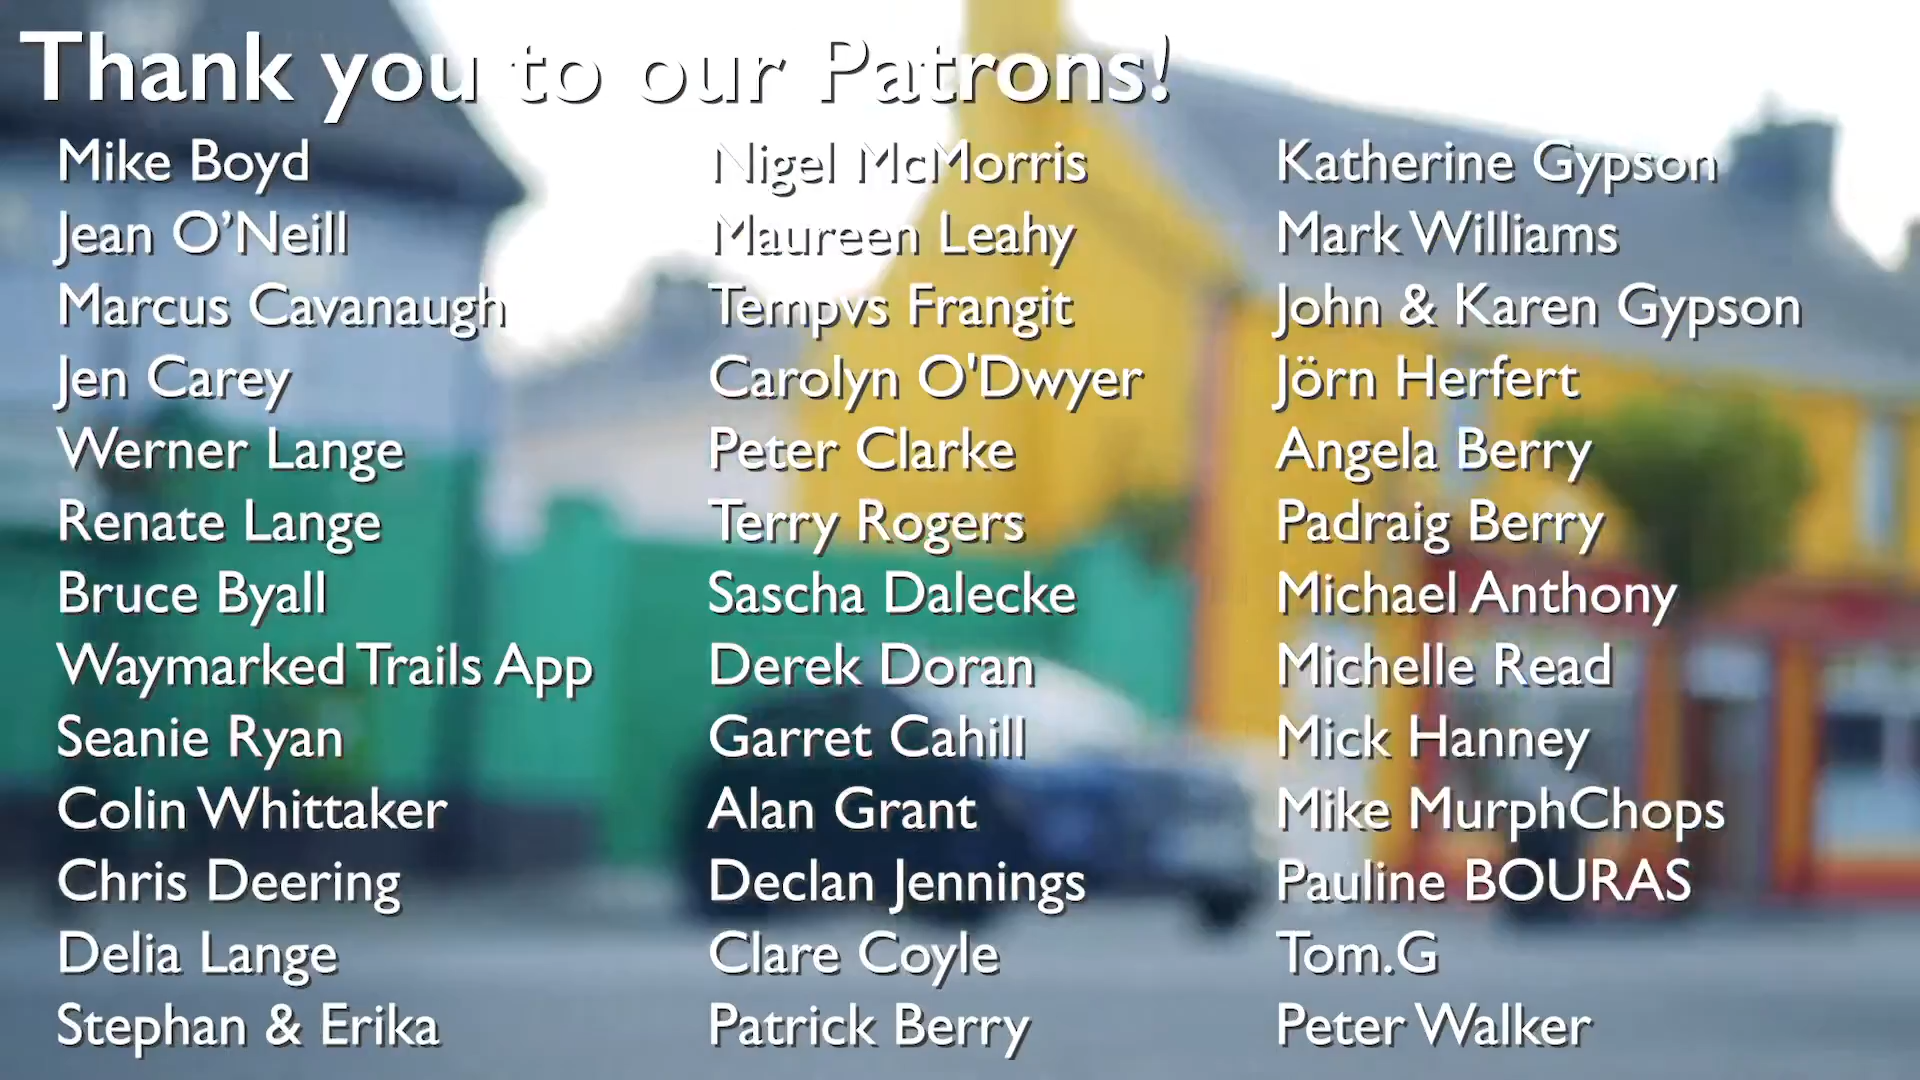 Thank you to our Patrons!
Mike Boyd
Jean O’Neill
Marcus Cavanaugh
Jen Carey
Werner Lange
Renate Lange
Bruce Byall
Waymarked Trails App
Seanie Ryan
Colin Whittaker
Chris Deering
Delia Lange
Stephan & Erika
Nigel McMorris
Maureen Leahy
Tempvs Frangit
Carolyn O'Dwyer
Peter Clarke
Terry Rogers
Sascha Dalecke
Derek Doran
Garret Cahill
Alan Grant
Declan Jennings
Clare Coyle
Patrick Berry
Katherine Gypson
Mark Williams
John & Karen Gypson
Jörn Herfert
Angela Berry
Padraig Berry
Michael Anthony
Michelle Read
Mick Hanney
Mike MurphChops
Pauline BOURAS
Tom.G
Peter Walker